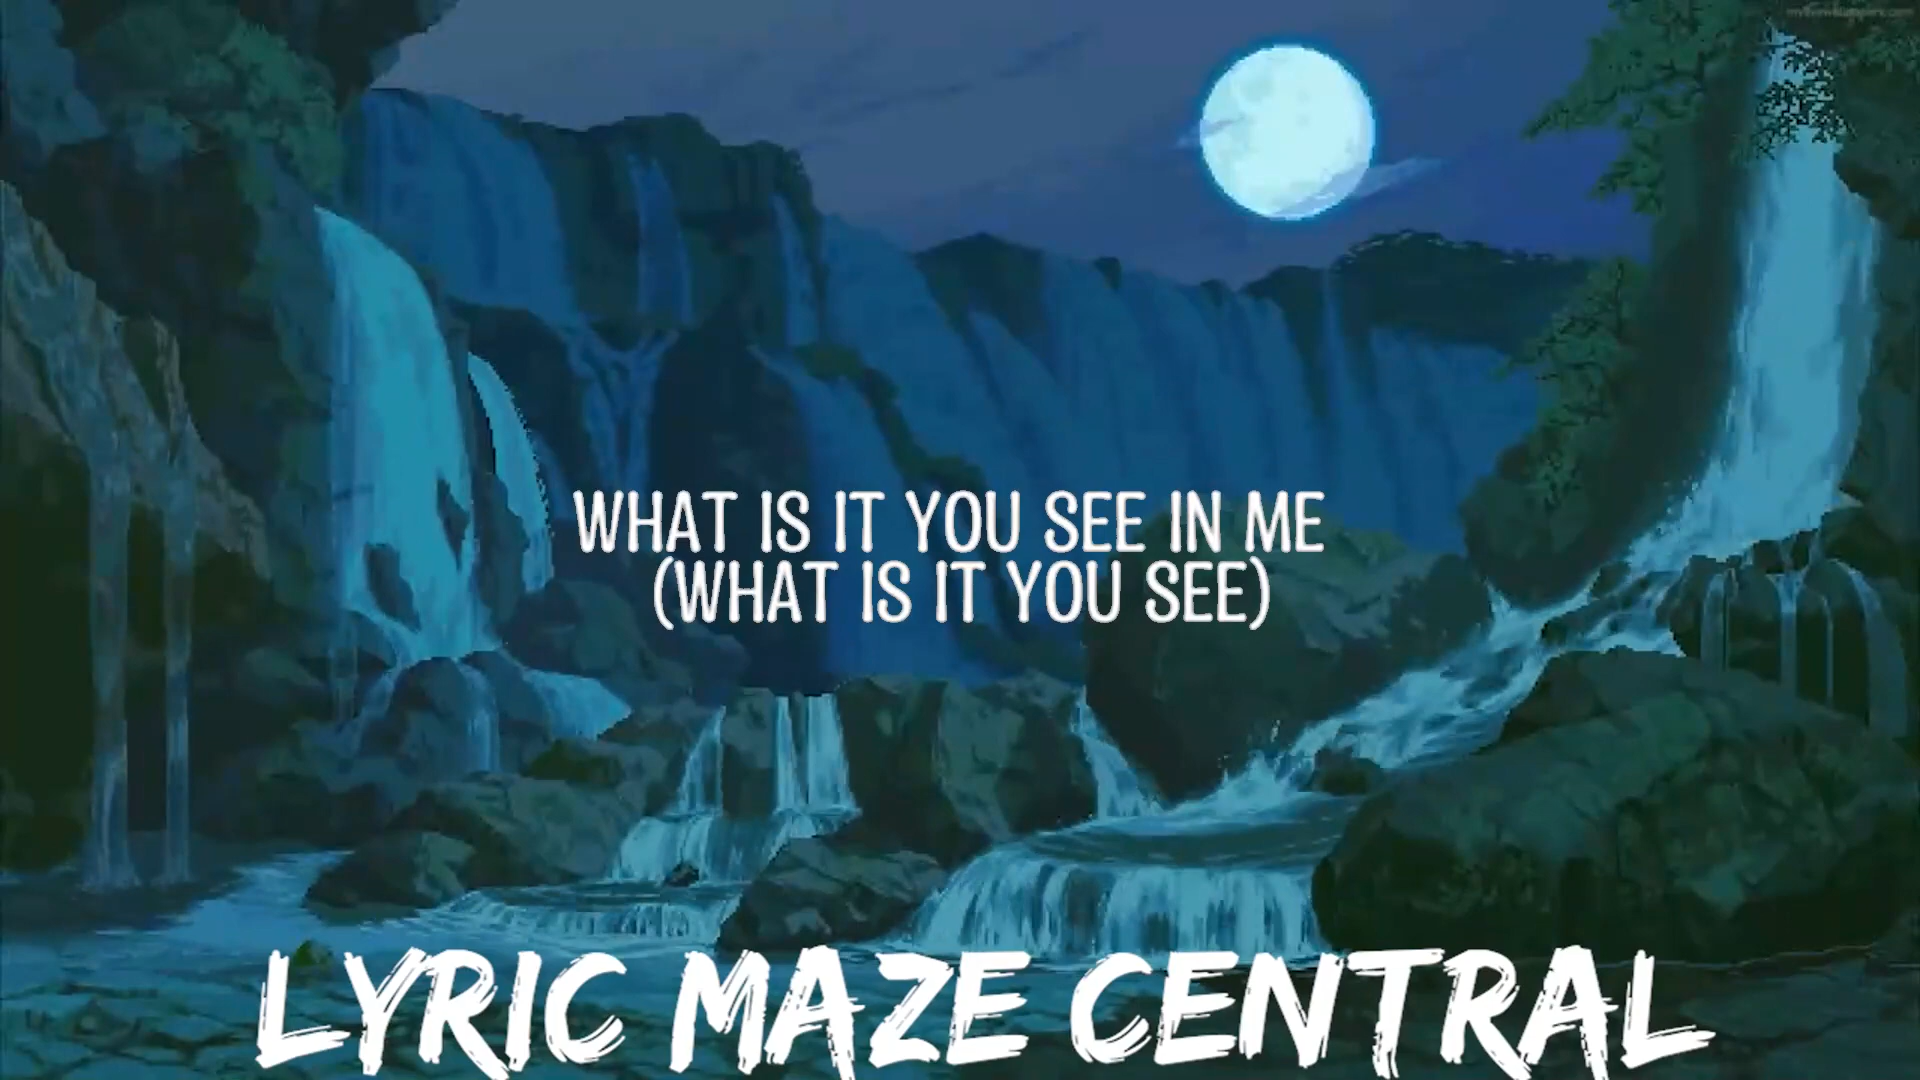 WHAT IS IT YOU SEE IN ME
(WHAT IS IT YOU SEE)
LYRIC MAZE CENTRAL